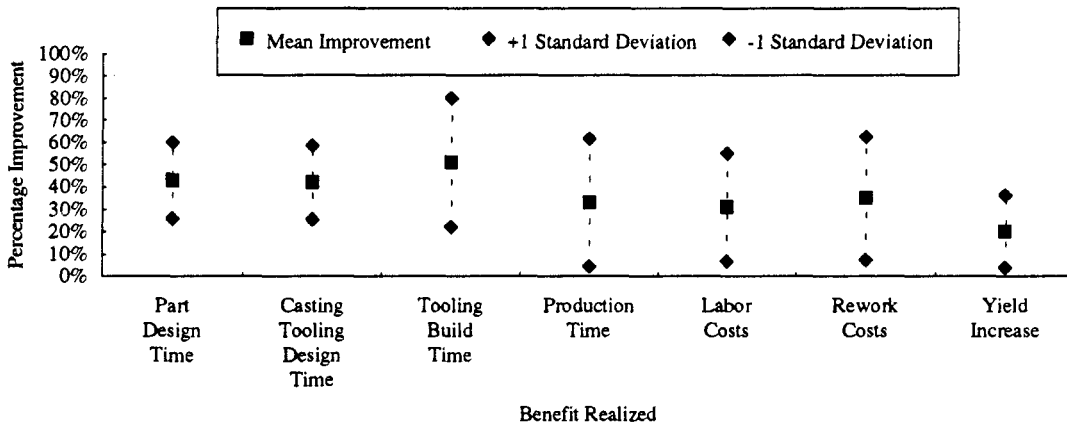 Mean Improvement +1 Standard Deviation -1 Standard Deviation
Percentage Improvement
100%
90%
80%
70%
60%
50%
40%
30%
20%
10%
0%
Part
Design
Time
Casting
Tooling
Design
Time
Tooling
Build
Time
Production
Time
Labor
Costs
Rework
Costs
Yield
Increase
Benefit Realized